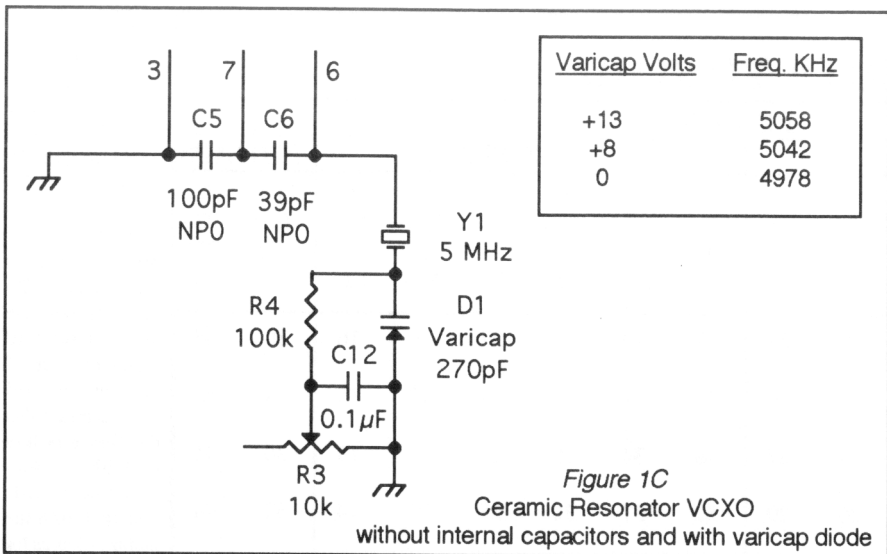 3 7 6
C5 C6
100pF 39pF
NPO NPO
Y1
5 MHz
R4
100k
D1
Varicap
270pF
C12
0.1µF
R3
10k
Varicap Volts Freq. KHz
+13 5058
+8 5042
0 4978
Figure 1C
Ceramic Resonator VCXO
without internal capacitors and with varicap diode